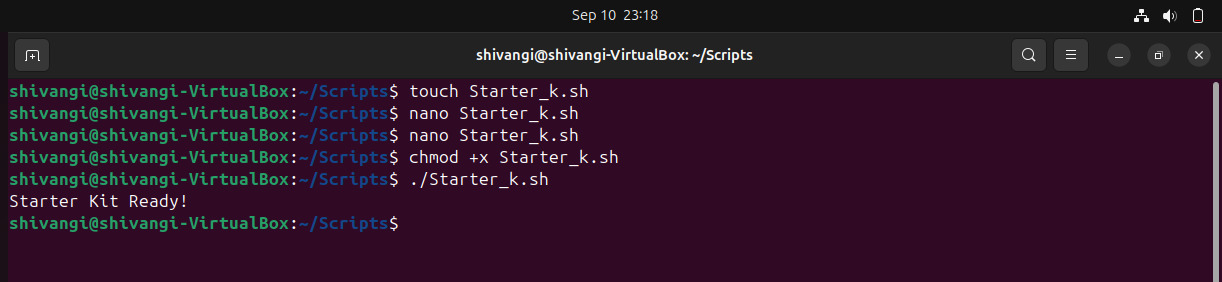 Sep 10 23:18
shivangi@shivangi-VirtualBox: ~/Scripts
shivangi@shivangi-VirtualBox:~/Scripts$ touch Starter_k.sh
shivangi@shivangi-VirtualBox:~/Scripts$ nano Starter_k.sh
shivangi@shivangi-VirtualBox:~/Scripts$ nano Starter_k.sh
shivangi@shivangi-VirtualBox:~/Scripts$ chmod +x Starter_k.sh
shivangi@shivangi-VirtualBox:~/Scripts$ ./Starter_k.sh
Starter Kit Ready!
shivangi@shivangi-VirtualBox:~/Scripts$